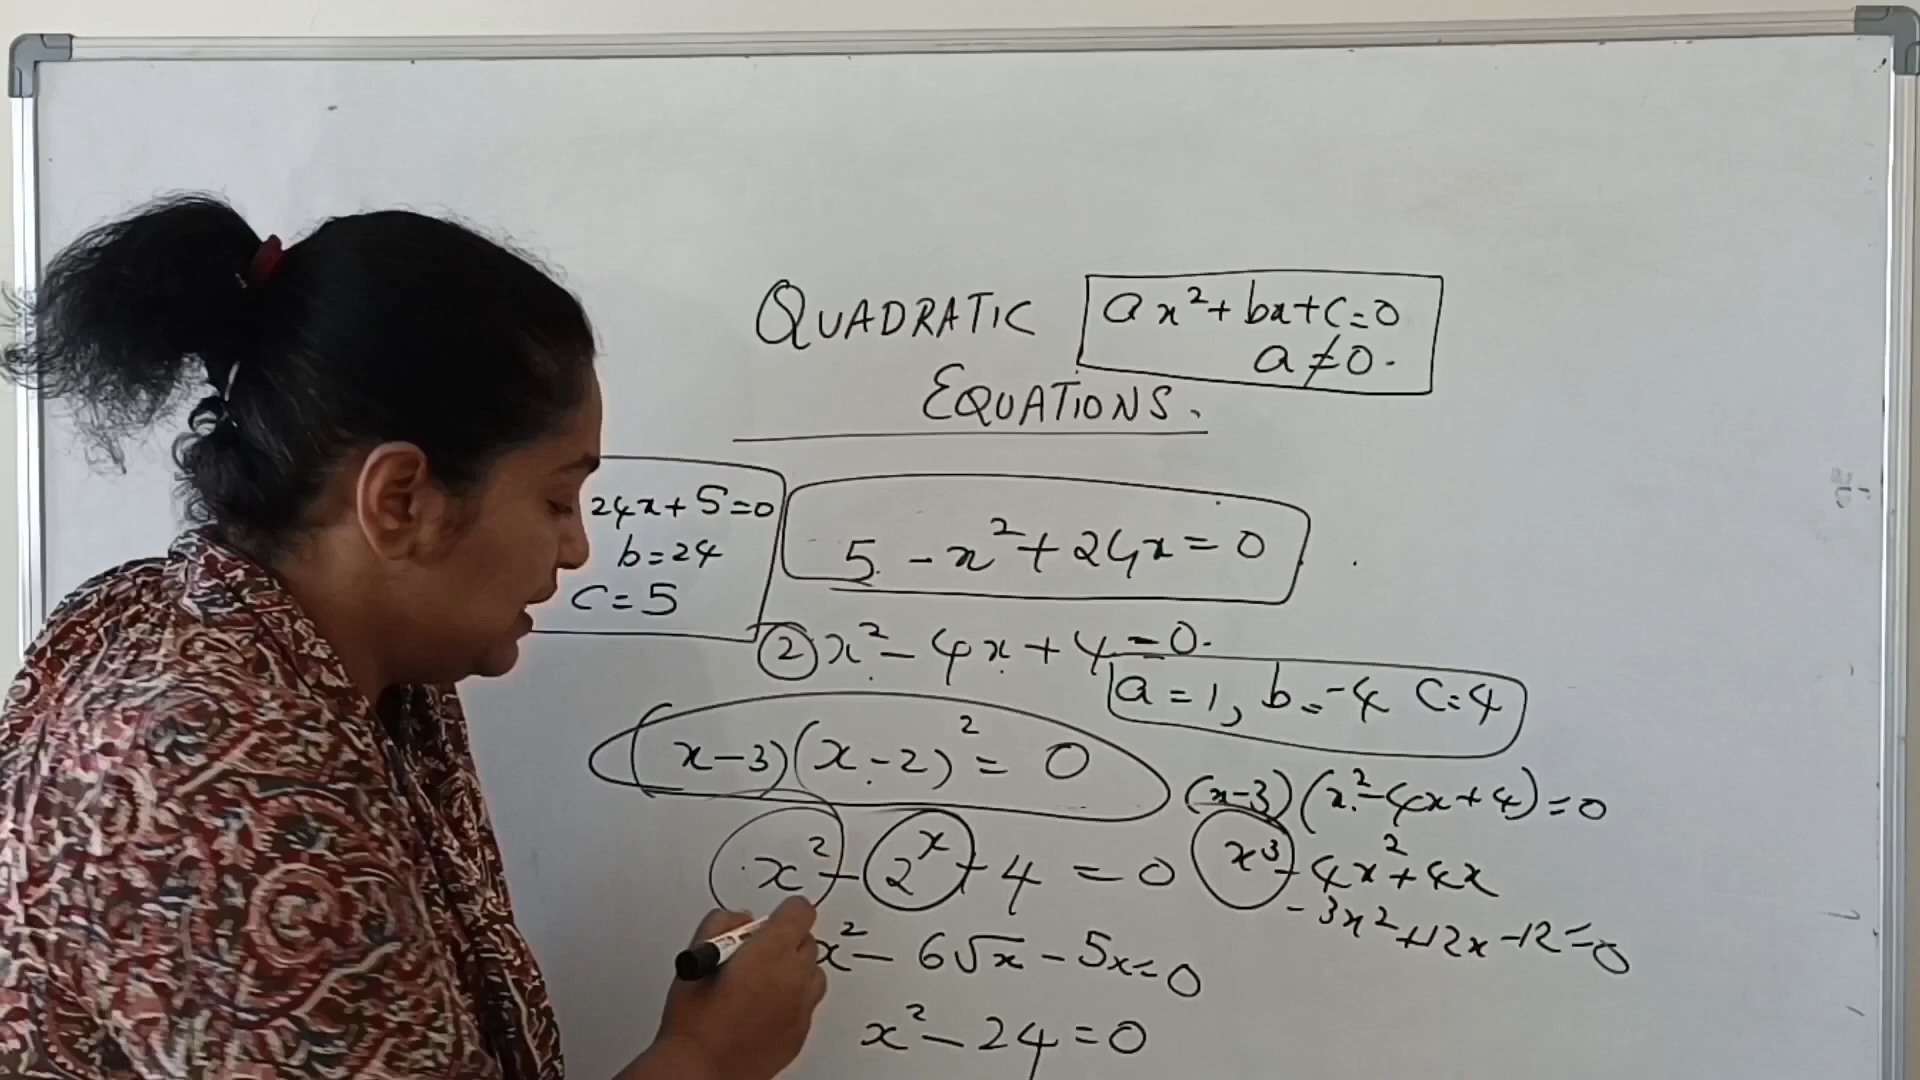 QUADRATIC ax²+bx+c=0
a≠0.
EQUATIONS.
24x+5=0
b=24
c=5
5-x²+24x=0
② x²-4x+4=0.
a=1, b=-4 c=4
(x-3)(x-2)²=0
(x-3)(x²-4x+4)=0
x²-2ˣ+4=0
x³-4x²+4x
-3x²+12x-12=0
x²-6√x-5x=0
x²-24=0